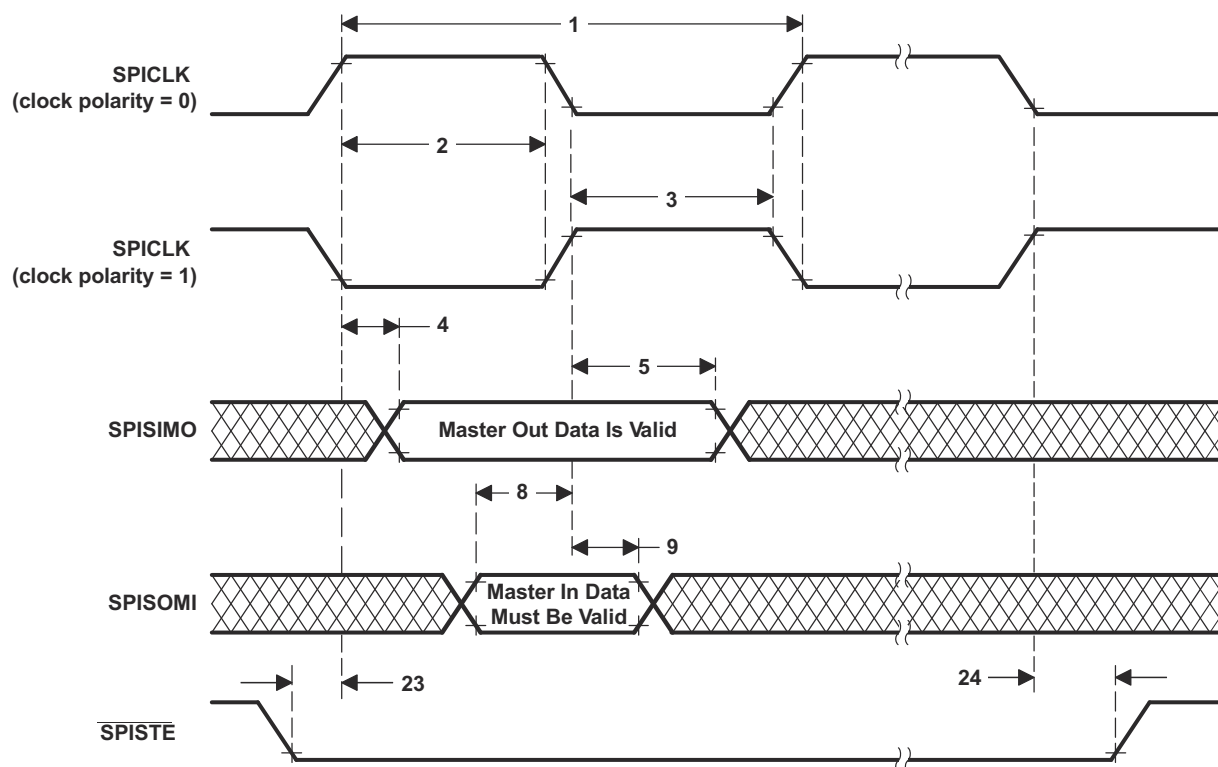 1
SPICLK
(clock polarity = 0)
2
3
SPICLK
(clock polarity = 1)
4
5
SPISIMO
Master Out Data Is Valid
8
9
SPISOMI
Master In Data
Must Be Valid
23
24
SPISTE